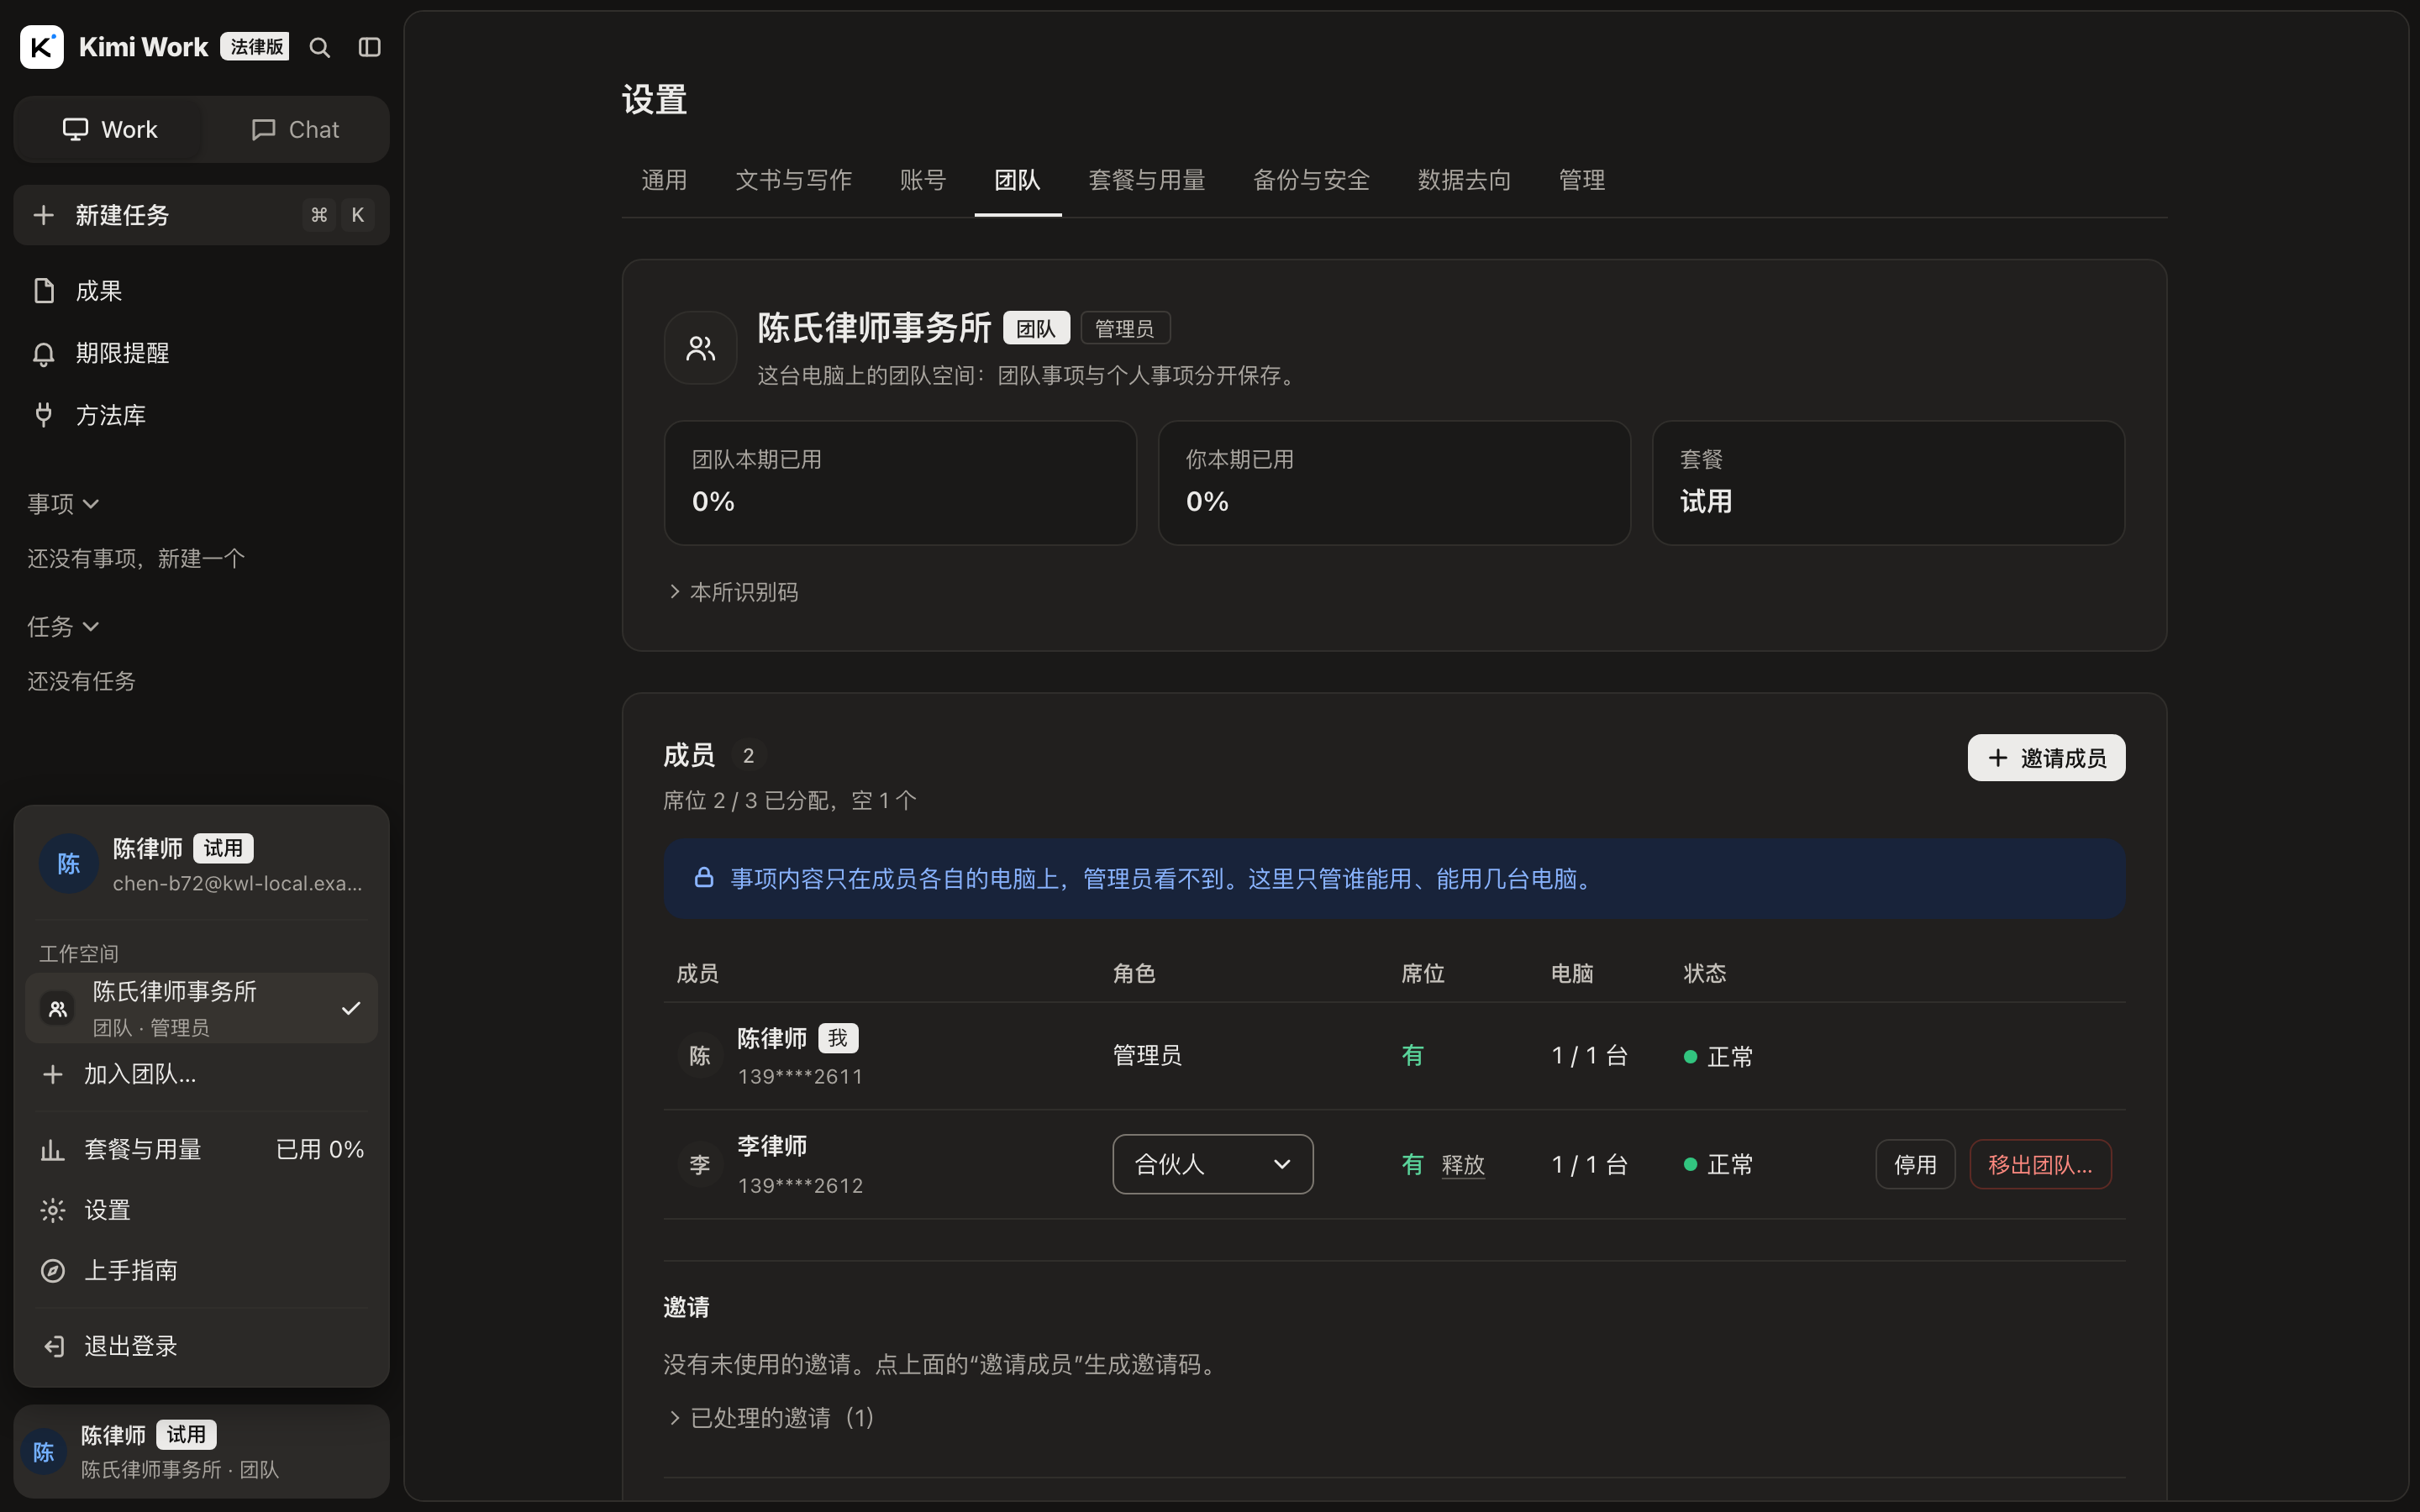 Kimi Work 法律版
Work
Chat
新建任务 ⌘ K
成果
期限提醒
方法库
事项
还没有事项，新建一个
任务
还没有任务
陈 陈律师 试用
chen-b72@kwl-local.exa...
工作空间
陈氏律师事务所
团队 · 管理员
加入团队...
套餐与用量 已用 0%
设置
上手指南
退出登录
陈 陈律师 试用
陈氏律师事务所 · 团队
设置
通用 文书与写作 账号 团队 套餐与用量 备份与安全 数据去向 管理
陈氏律师事务所 团队 管理员
这台电脑上的团队空间：团队事项与个人事项分开保存。
团队本期已用
0%
你本期已用
0%
套餐
试用
本所识别码
成员 2
邀请成员
席位 2 / 3 已分配，空 1 个
事项内容只在成员各自的电脑上，管理员看不到。这里只管谁能用、能用几台电脑。
成员 角色 席位 电脑 状态
陈 陈律师 我
139****2611
管理员 有 1 / 1 台 正常
李 李律师
139****2612
合伙人 有 释放 1 / 1 台 正常 停用 移出团队...
邀请
没有未使用的邀请。点上面的“邀请成员”生成邀请码。
已处理的邀请（1）